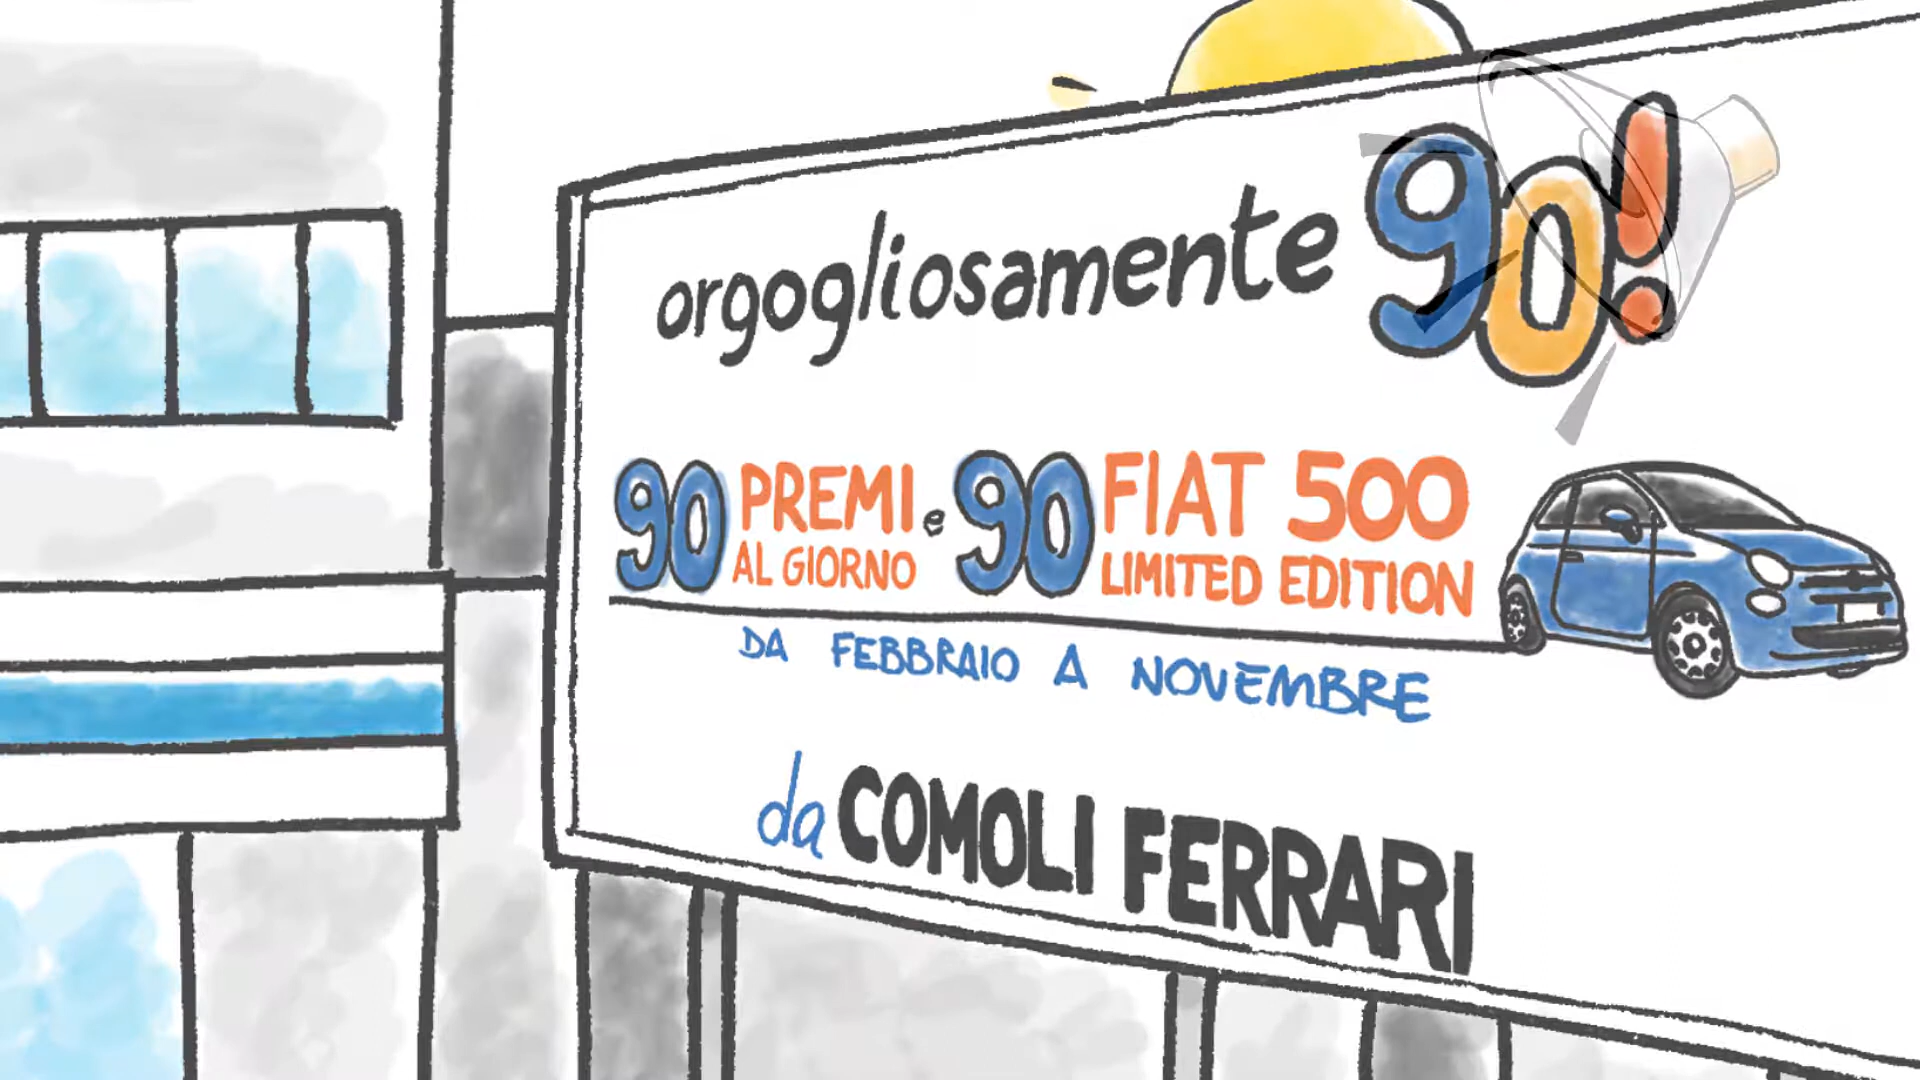 orgogliosamente 90!
90 PREMI AL GIORNO e 90 FIAT 500 LIMITED EDITION
DA FEBBRAIO A NOVEMBRE
da COMOLI FERRARI